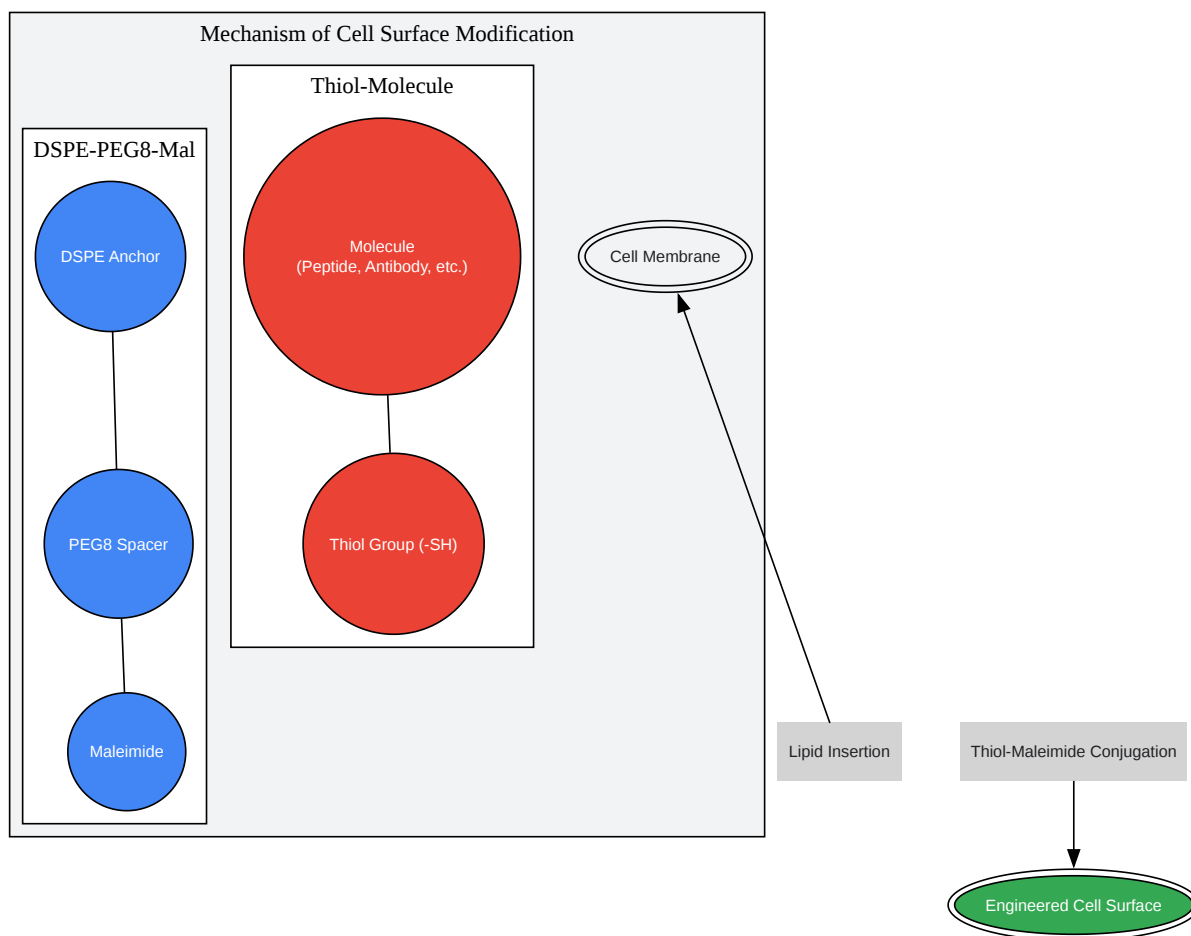 Mechanism of Cell Surface Modification
DSPE-PEG8-Mal
DSPE Anchor
PEG8 Spacer
Maleimide
Thiol-Molecule
Molecule
(Peptide, Antibody, etc.)
Thiol Group (-SH)
Cell Membrane
Lipid Insertion
Thiol-Maleimide Conjugation
Engineered Cell Surface